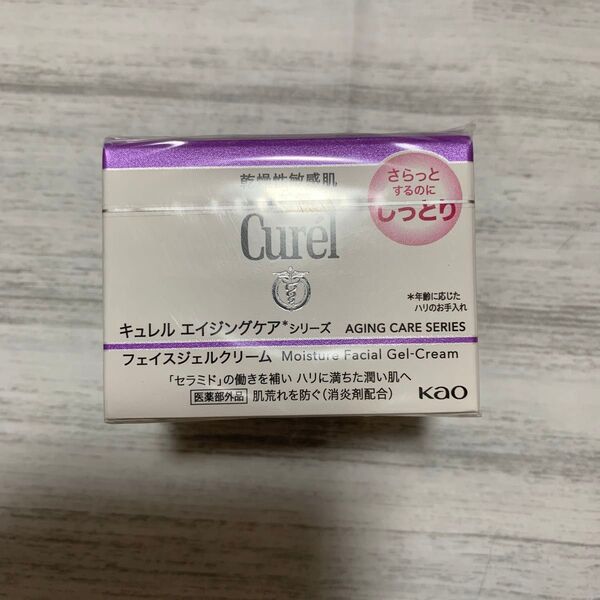 乾燥性敏感肌
Curél
さらっと
するのに
しっとり
*年齢に応じた
ハリのお手入れ
キュレル エイジングケア*シリーズ AGING CARE SERIES
フェイスジェルクリーム Moisture Facial Gel-Cream
「セラミド」の働きを補い ハリに満ちた潤い肌へ
医薬部外品 肌荒れを防ぐ(消炎剤配合)
Kao